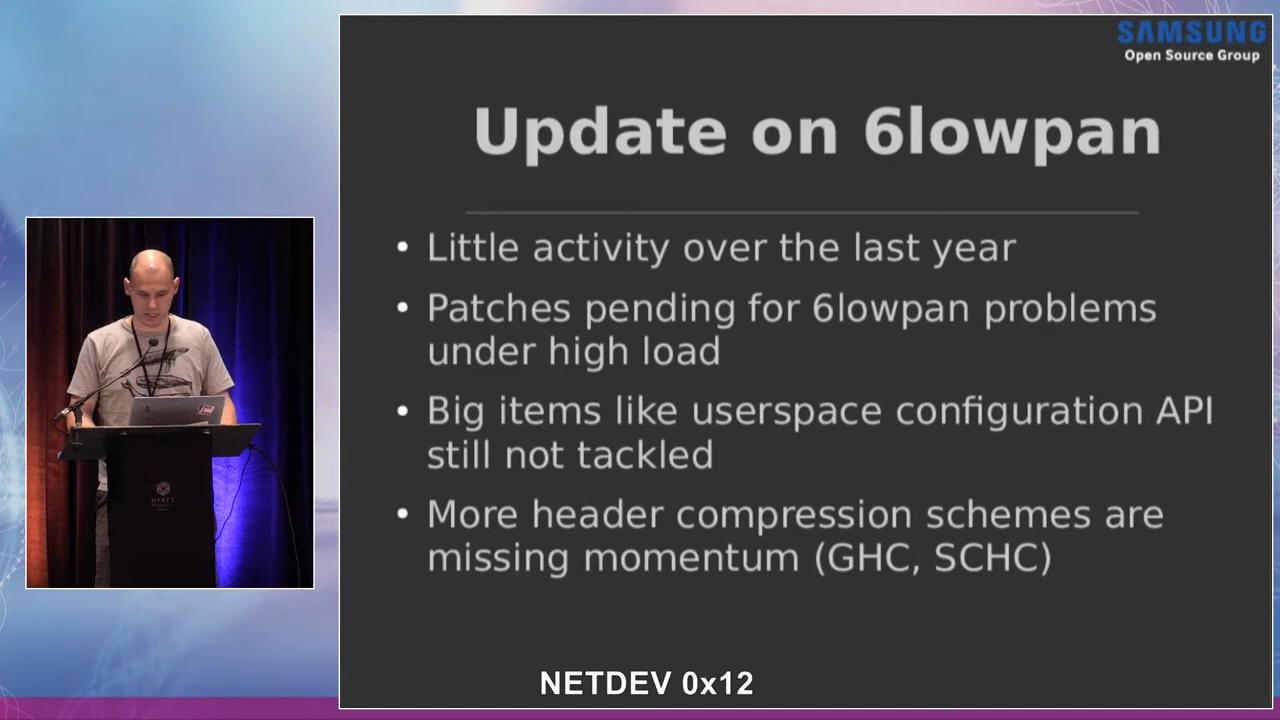 SAMSUNG
Open Source Group
Update on 6lowpan
• Little activity over the last year
• Patches pending for 6lowpan problems
under high load
• Big items like userspace configuration API
still not tackled
• More header compression schemes are
missing momentum (GHC, SCHC)
HYATT
NETDEV 0x12